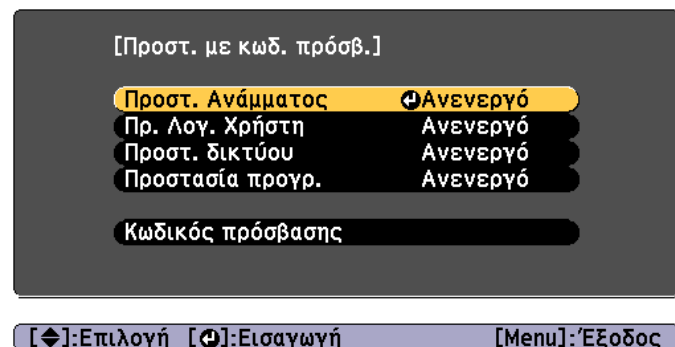 [Προστ. με κωδ. πρόσβ.]
Προστ. Ανάμματος Ανενεργό
Πρ. Λογ. Χρήστη Ανενεργό
Προστ. δικτύου Ανενεργό
Προστασία προγρ. Ανενεργό
Κωδικός πρόσβασης
[◆]:Επιλογή [⏎]:Εισαγωγή [Menu]:Έξοδος